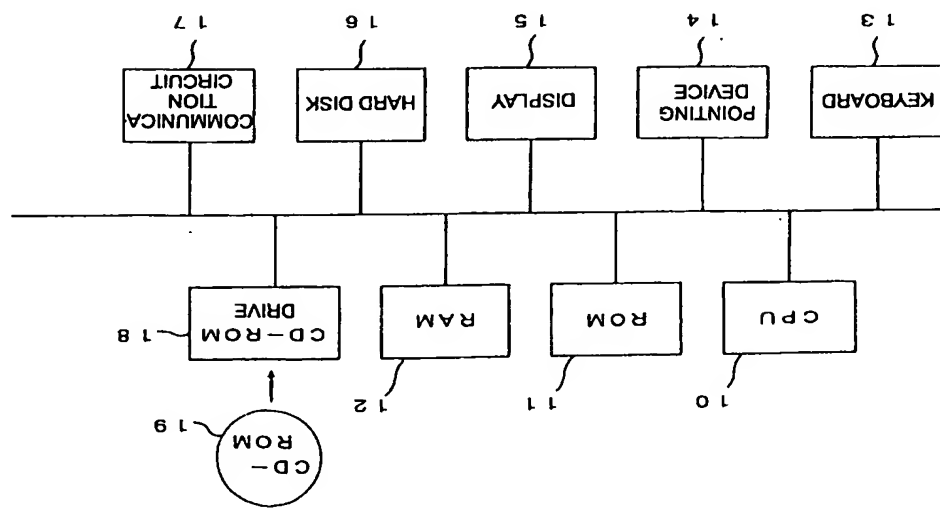 CD-
ROM
19
10
11
12
CPU
ROM
RAM
CD-ROM
DRIVE
18
KEYBOARD
POINTING
DEVICE
DISPLAY
HARD DISK
COMMUNICA
TION
CIRCUIT
13
14
15
16
17